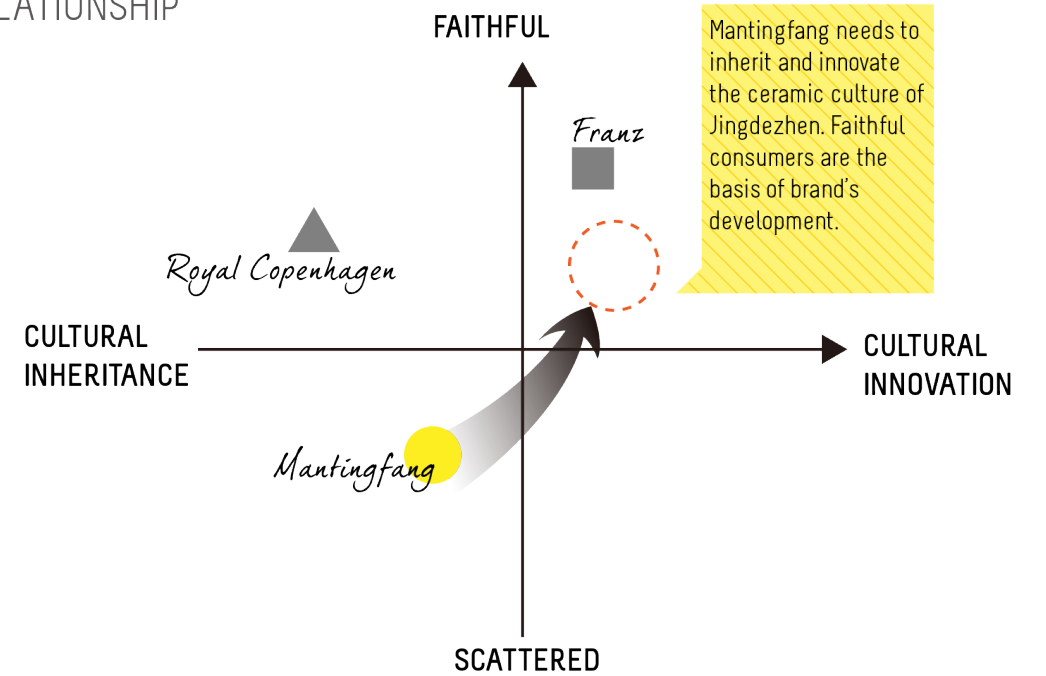 FAITHFUL
Mantingfang needs to
inherit and innovate
the ceramic culture of
Jingdezhen. Faithful
consumers are the
basis of brand's
development.
Franz
Royal Copenhagen
CULTURAL
INHERITANCE
CULTURAL
INNOVATION
Mantingfang
SCATTERED